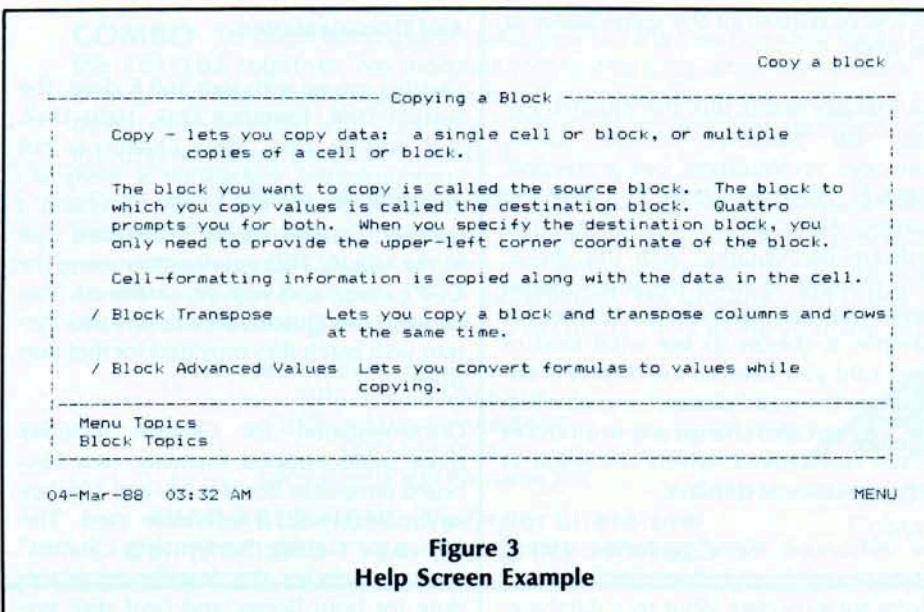 Copy a block
Copying a Block
Copy - lets you copy data: a single cell or block, or multiple
copies of a cell or block.
The block you want to copy is called the source block. The block to
which you copy values is called the destination block. Quattro
prompts you for both. When you specify the destination block, you
only need to provide the upper-left corner coordinate of the block.
Cell-formatting information is copied along with the data in the cell.
/ Block Transpose Lets you copy a block and transpose columns and rows
at the same time.
/ Block Advanced Values Lets you convert formulas to values while
copying.
Menu Topics
Block Topics
04-Mar-88 03:32 AM MENU
Figure 3
Help Screen Example